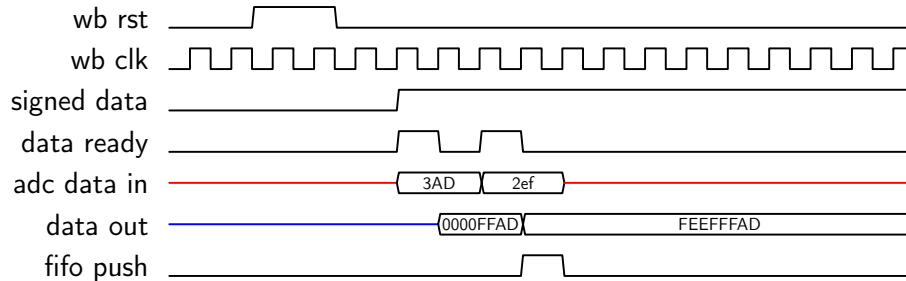 wb rst
wb clk
signed data
data ready
adc data in 3AD 2ef
data out 0000FFAD FEEFFFAD
fifo push